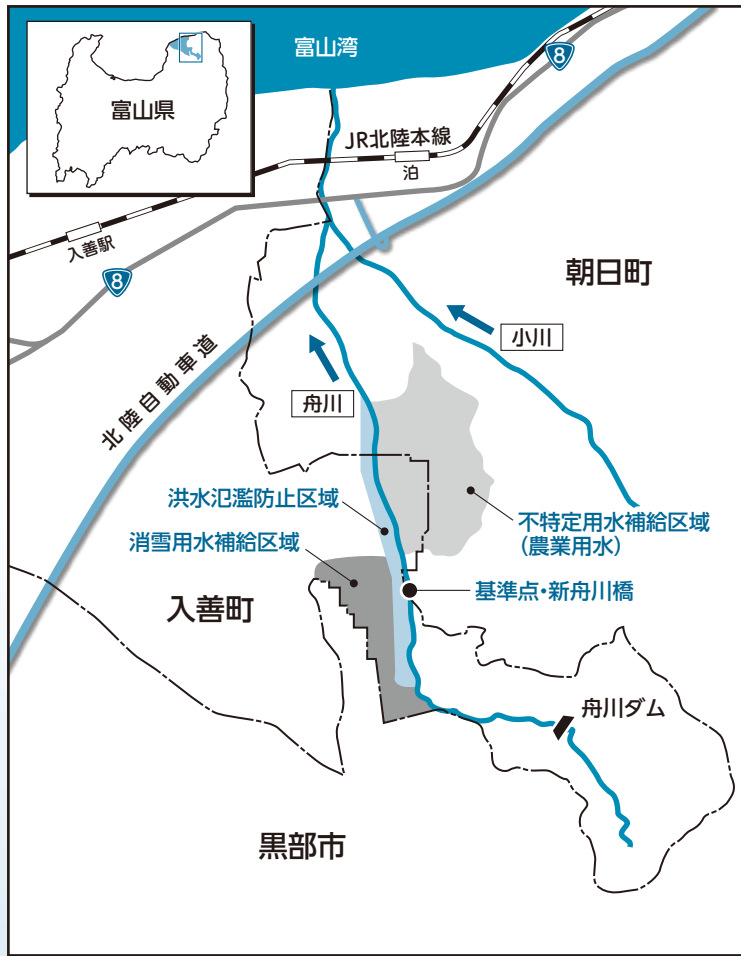 富山湾
8
富山県
JR北陸本線
泊
入善駅
8
朝日町
小川
北陸自動車道
舟川
洪水氾濫防止区域
不特定用水補給区域
(農業用水)
消雪用水補給区域
基準点・新舟川橋
入善町
舟川ダム
黒部市